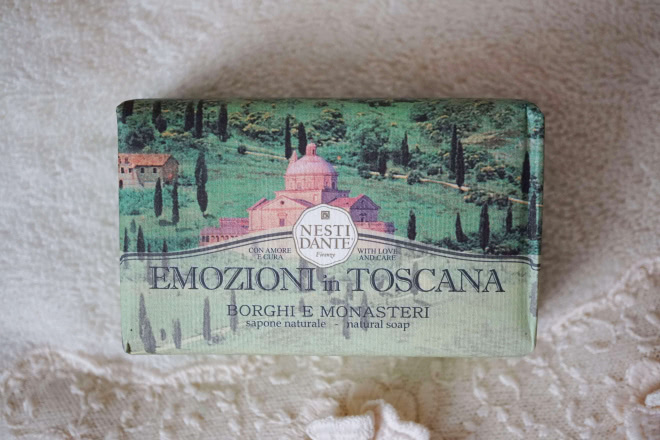 NESTI
DANTE
Firenze
CON AMORE
E CURA
WITH LOVE
AND CARE
EMOZIONI in TOSCANA
BORGHI E MONASTERI
sapone naturale - natural soap